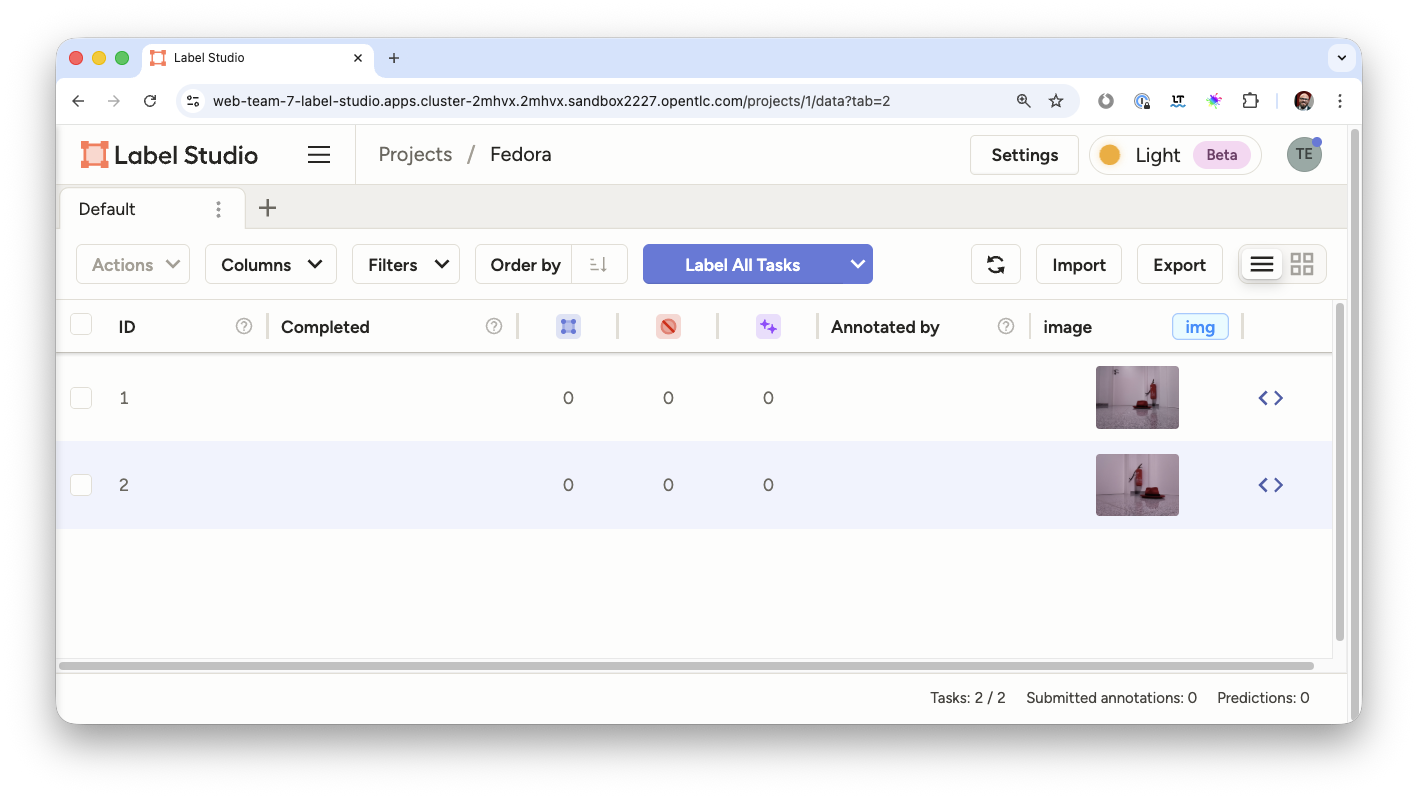 Label Studio
web-team-7-label-studio.apps.cluster-2mhvx.2mhvx.sandbox2227.opentlc.com/projects/1/data?tab=2
LT
Label Studio Projects / Fedora Settings Light Beta TE
Default
Actions Columns Filters Order by Label All Tasks Import Export
ID Completed Annotated by image img
1 0 0 0
2 0 0 0
Tasks: 2 / 2 Submitted annotations: 0 Predictions: 0